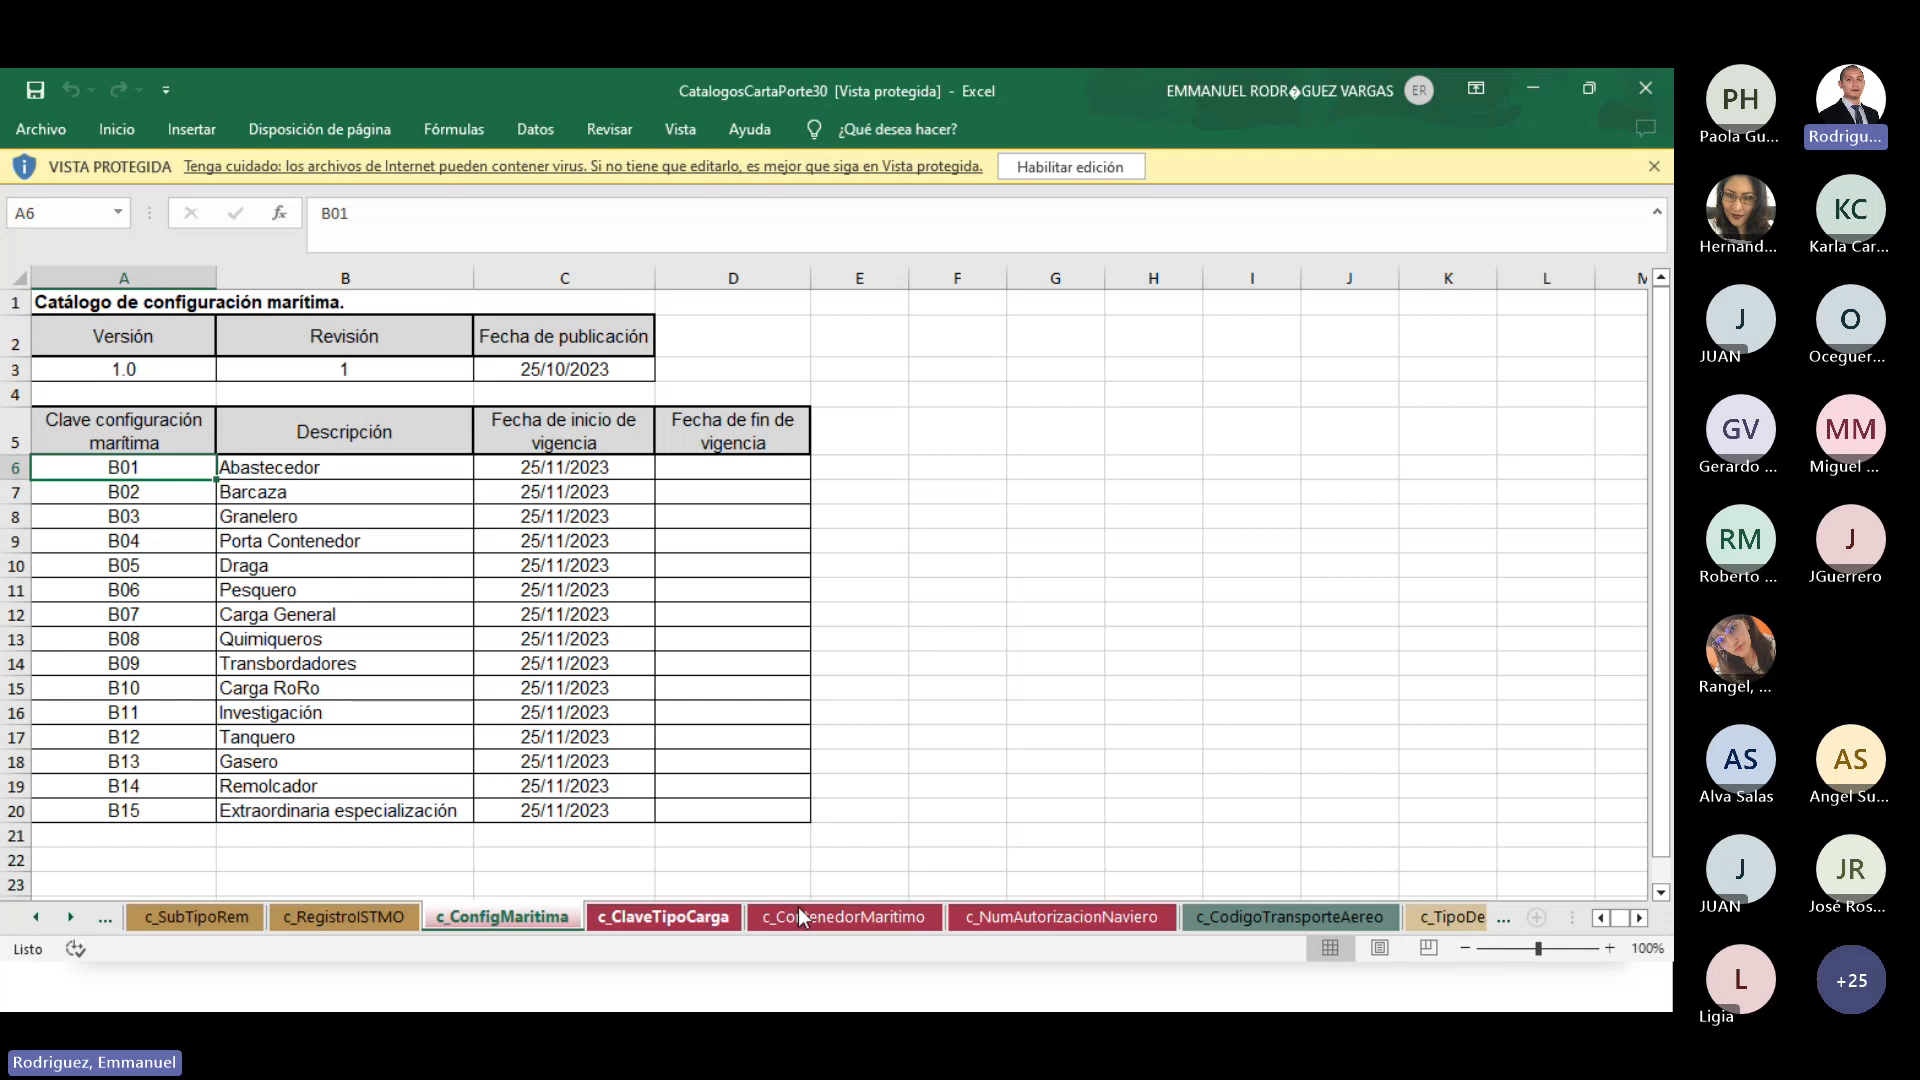 CatalogosCartaPorte30 [Vista protegida] - Excel
EMMANUEL RODR�GUEZ VARGAS
ER
Archivo Inicio Insertar Disposición de página Fórmulas Datos Revisar Vista Ayuda ¿Qué desea hacer?
VISTA PROTEGIDA Tenga cuidado: los archivos de Internet pueden contener virus. Si no tiene que editarlo, es mejor que siga en Vista protegida. Habilitar edición
A6 fx B01
A B C D E F G H I J K L
1 Catálogo de configuración marítima.
2 Versión Revisión Fecha de publicación
3 1.0 1 25/10/2023
4
5 Clave configuración marítima Descripción Fecha de inicio de vigencia Fecha de fin de vigencia
6 B01 Abastecedor 25/11/2023
7 B02 Barcaza 25/11/2023
8 B03 Granelero 25/11/2023
9 B04 Porta Contenedor 25/11/2023
10 B05 Draga 25/11/2023
11 B06 Pesquero 25/11/2023
12 B07 Carga General 25/11/2023
13 B08 Quimiqueros 25/11/2023
14 B09 Transbordadores 25/11/2023
15 B10 Carga RoRo 25/11/2023
16 B11 Investigación 25/11/2023
17 B12 Tanquero 25/11/2023
18 B13 Gasero 25/11/2023
19 B14 Remolcador 25/11/2023
20 B15 Extraordinaria especialización 25/11/2023
21
22
23
... c_SubTipoRem c_RegistroISTMO c_ConfigMaritima c_ClaveTipoCarga c_ContenedorMaritimo c_NumAutorizacionNaviero c_CodigoTransporteAereo c_TipoDe ...
Listo 100%
PH
Paola Gu... Rodrigu...
KC
Hernand... Karla Car...
J O
JUAN Oceguer...
GV MM
Gerardo ... Miguel ...
RM J
Roberto ... JGuerrero
Rangel, ...
AS AS
Alva Salas Angel Su...
J JR
JUAN José Ros...
L +25
Ligia
Rodriguez, Emmanuel